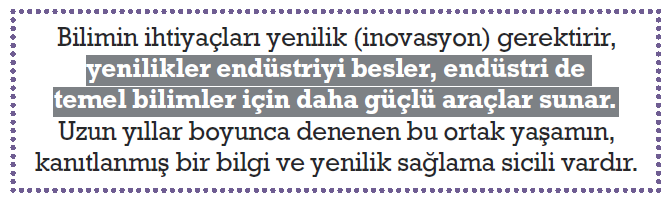 Bilimin ihtiyaçları yenilik (inovasyon) gerektirir,
yenilikler endüstriyi besler, endüstri de
temel bilimler için daha güçlü araçlar sunar.
Uzun yıllar boyunca denenen bu ortak yaşamın,
kanıtlanmış bir bilgi ve yenilik sağlama sicili vardır.